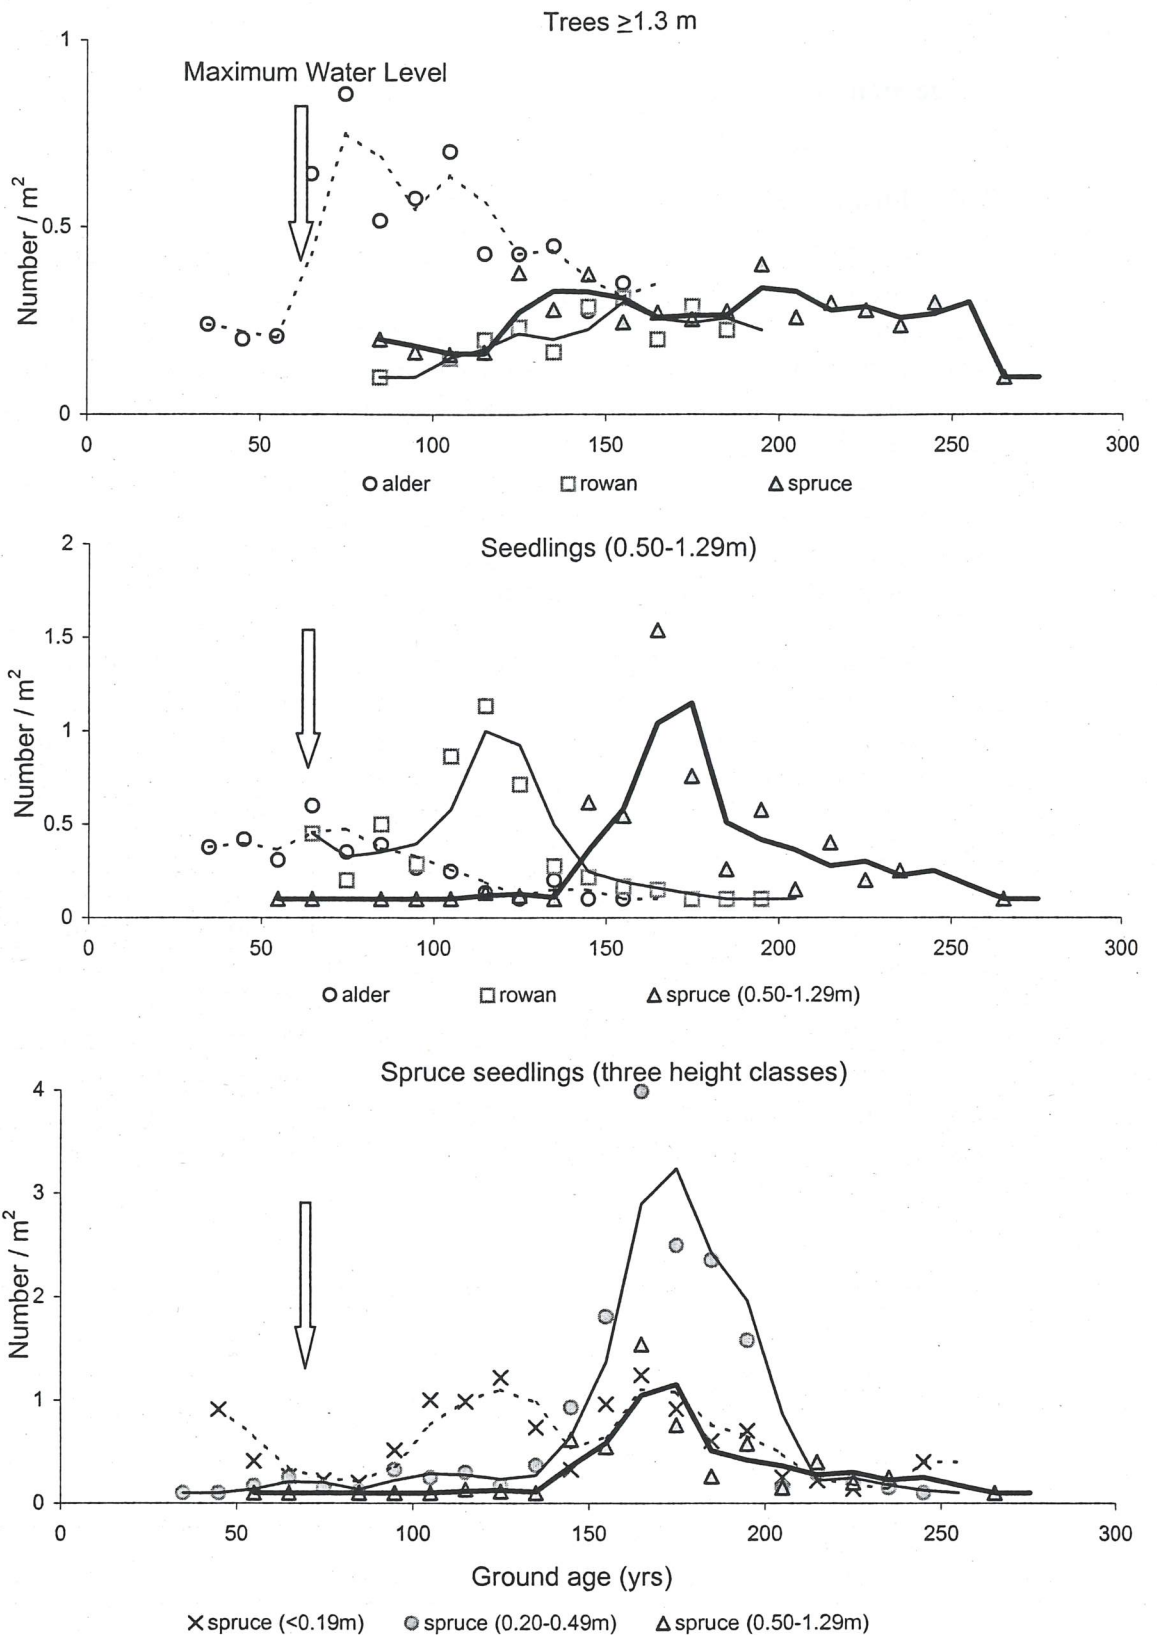 Trees ≥1.3 m
Maximum Water Level
Number / m²
1
0.5
0
0 50 100 150 200 250 300
alder rowan spruce
Seedlings (0.50-1.29m)
Number / m²
2
1.5
1
0.5
0
0 50 100 150 200 250 300
alder rowan spruce (0.50-1.29m)
Spruce seedlings (three height classes)
Number / m²
4
3
2
1
0
0 50 100 150 200 250 300
Ground age (yrs)
spruce (<0.19m) spruce (0.20-0.49m) spruce (0.50-1.29m)